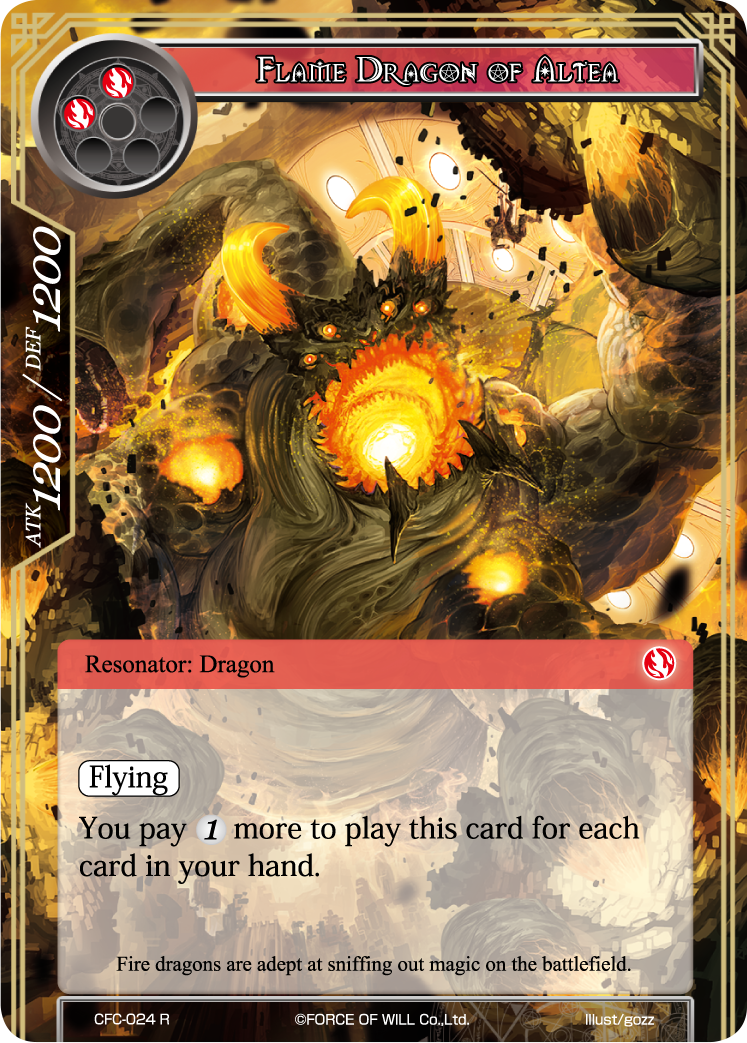 Flame Dragon of Altea
ATK 1200 / DEF 1200
Resonator: Dragon
Flying
You pay 1 more to play this card for each
card in your hand.
Fire dragons are adept at sniffing out magic on the battlefield.
CFC-024 R ©FORCE OF WILL Co.,Ltd. Illust/gozz